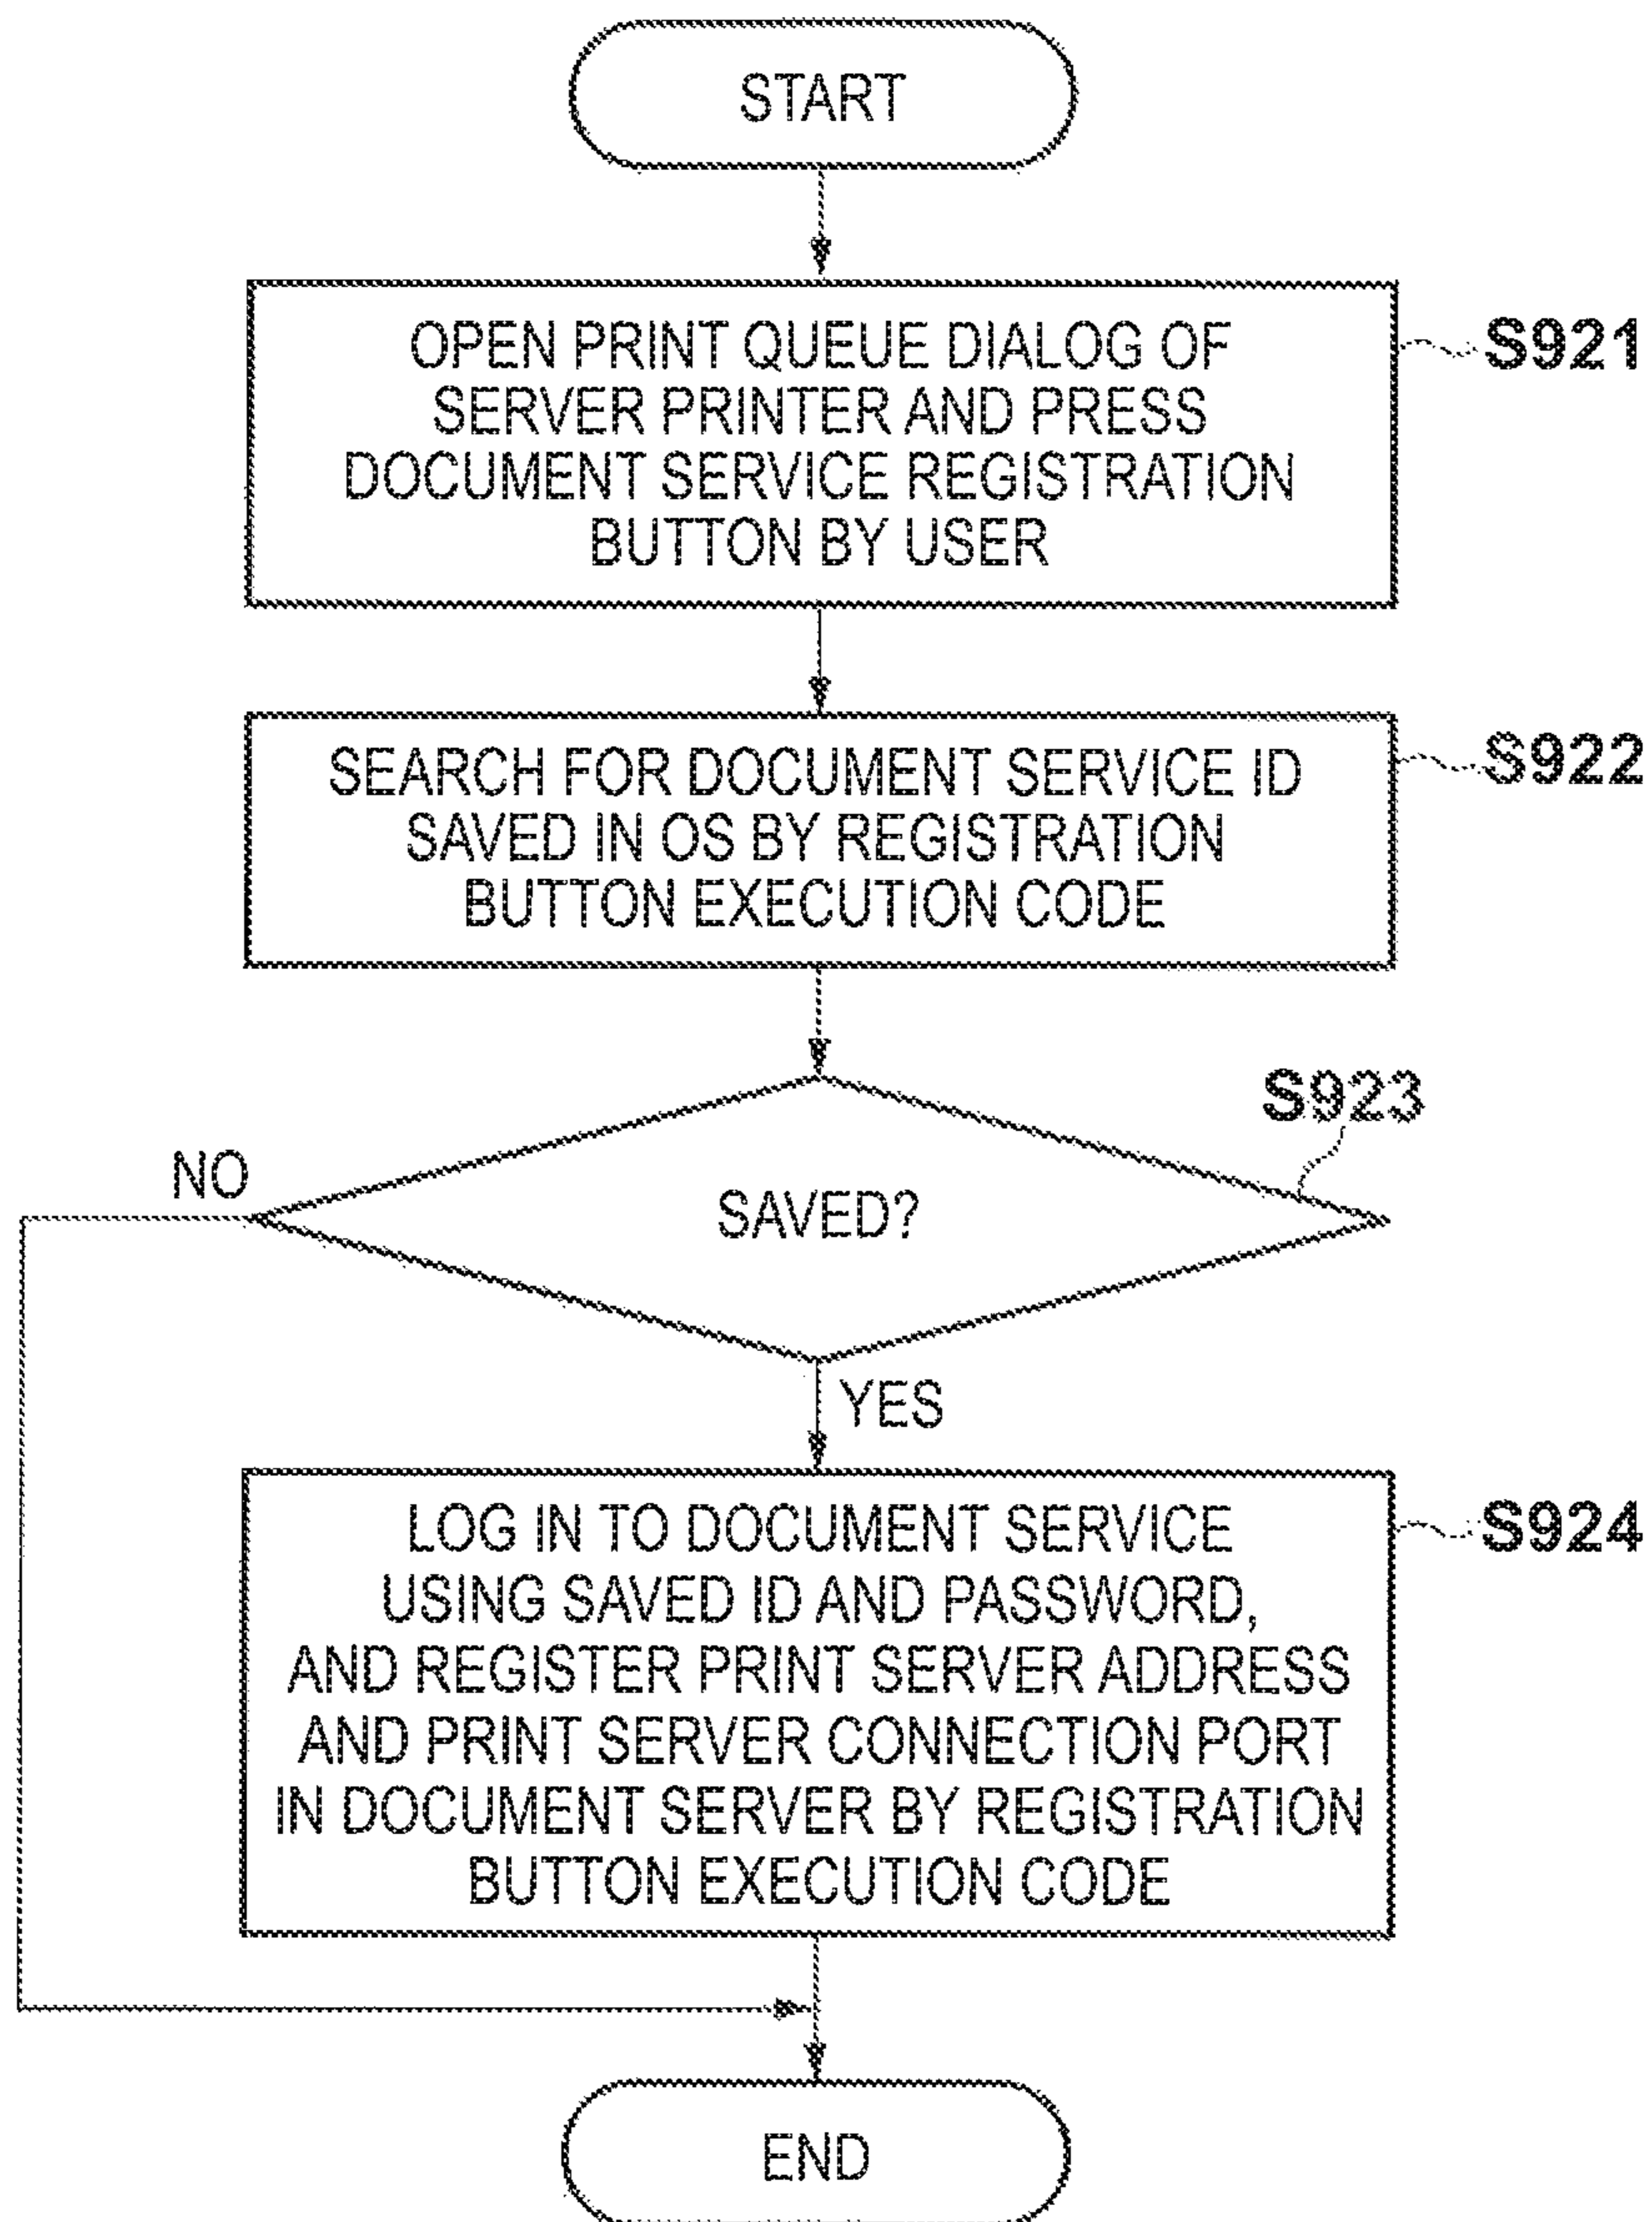 START
OPEN PRINT QUEUE DIALOG OF
SERVER PRINTER AND PRESS
DOCUMENT SERVICE REGISTRATION
BUTTON BY USER
S921
SEARCH FOR DOCUMENT SERVICE ID
SAVED IN OS BY REGISTRATION
BUTTON EXECUTION CODE
S922
S923
NO
SAVED?
YES
LOG IN TO DOCUMENT SERVICE
USING SAVED ID AND PASSWORD,
AND REGISTER PRINT SERVER ADDRESS
AND PRINT SERVER CONNECTION PORT
IN DOCUMENT SERVER BY REGISTRATION
BUTTON EXECUTION CODE
S924
END